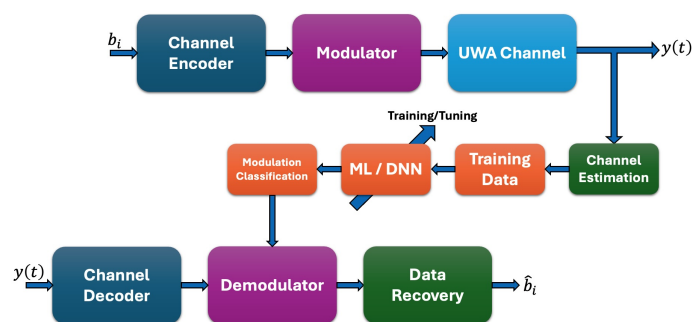 b_i
Channel
Encoder
Modulator
UWA Channel
y(t)
Training/Tuning
Modulation
Classification
ML / DNN
Training
Data
Channel
Estimation
y(t)
Channel
Decoder
Demodulator
Data
Recovery
b̂_i